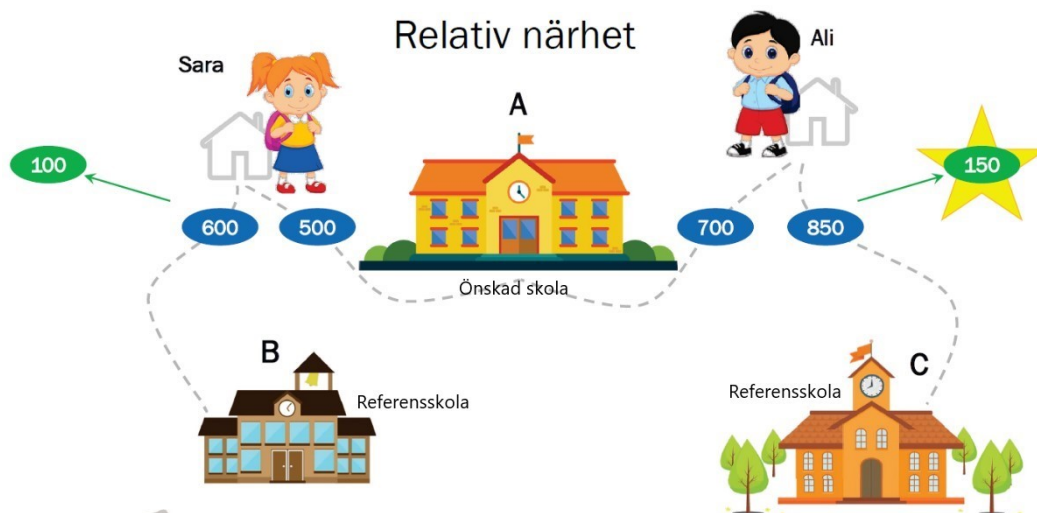 Relativ närhet
Sara
Ali
A
100
150
600
500
700
850
Önskad skola
B
Referensskola
C
Referensskola